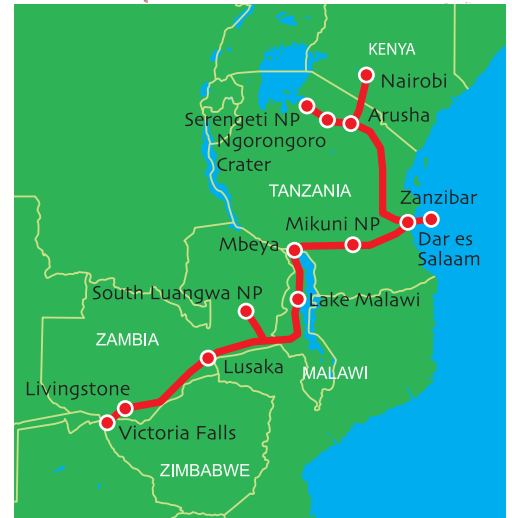 KENYA
Nairobi
Serengeti NP
Arusha
Ngorongoro
Crater
TANZANIA
Zanzibar
Mikuni NP
Dar es
Salaam
Mbeya
South Luangwa NP
Lake Malawi
ZAMBIA
Lusaka
MALAWI
Livingstone
Victoria Falls
ZIMBABWE